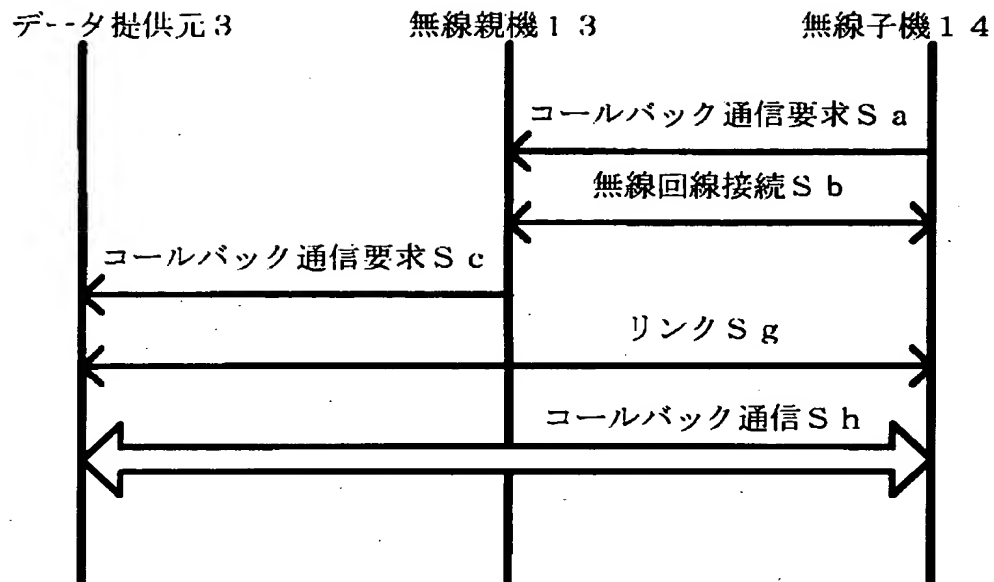 データ提供元3
無線親機13
無線子機14
コールバック通信要求Sa
無線回線接続Sb
コールバック通信要求Sc
リンクSg
コールバック通信Sh